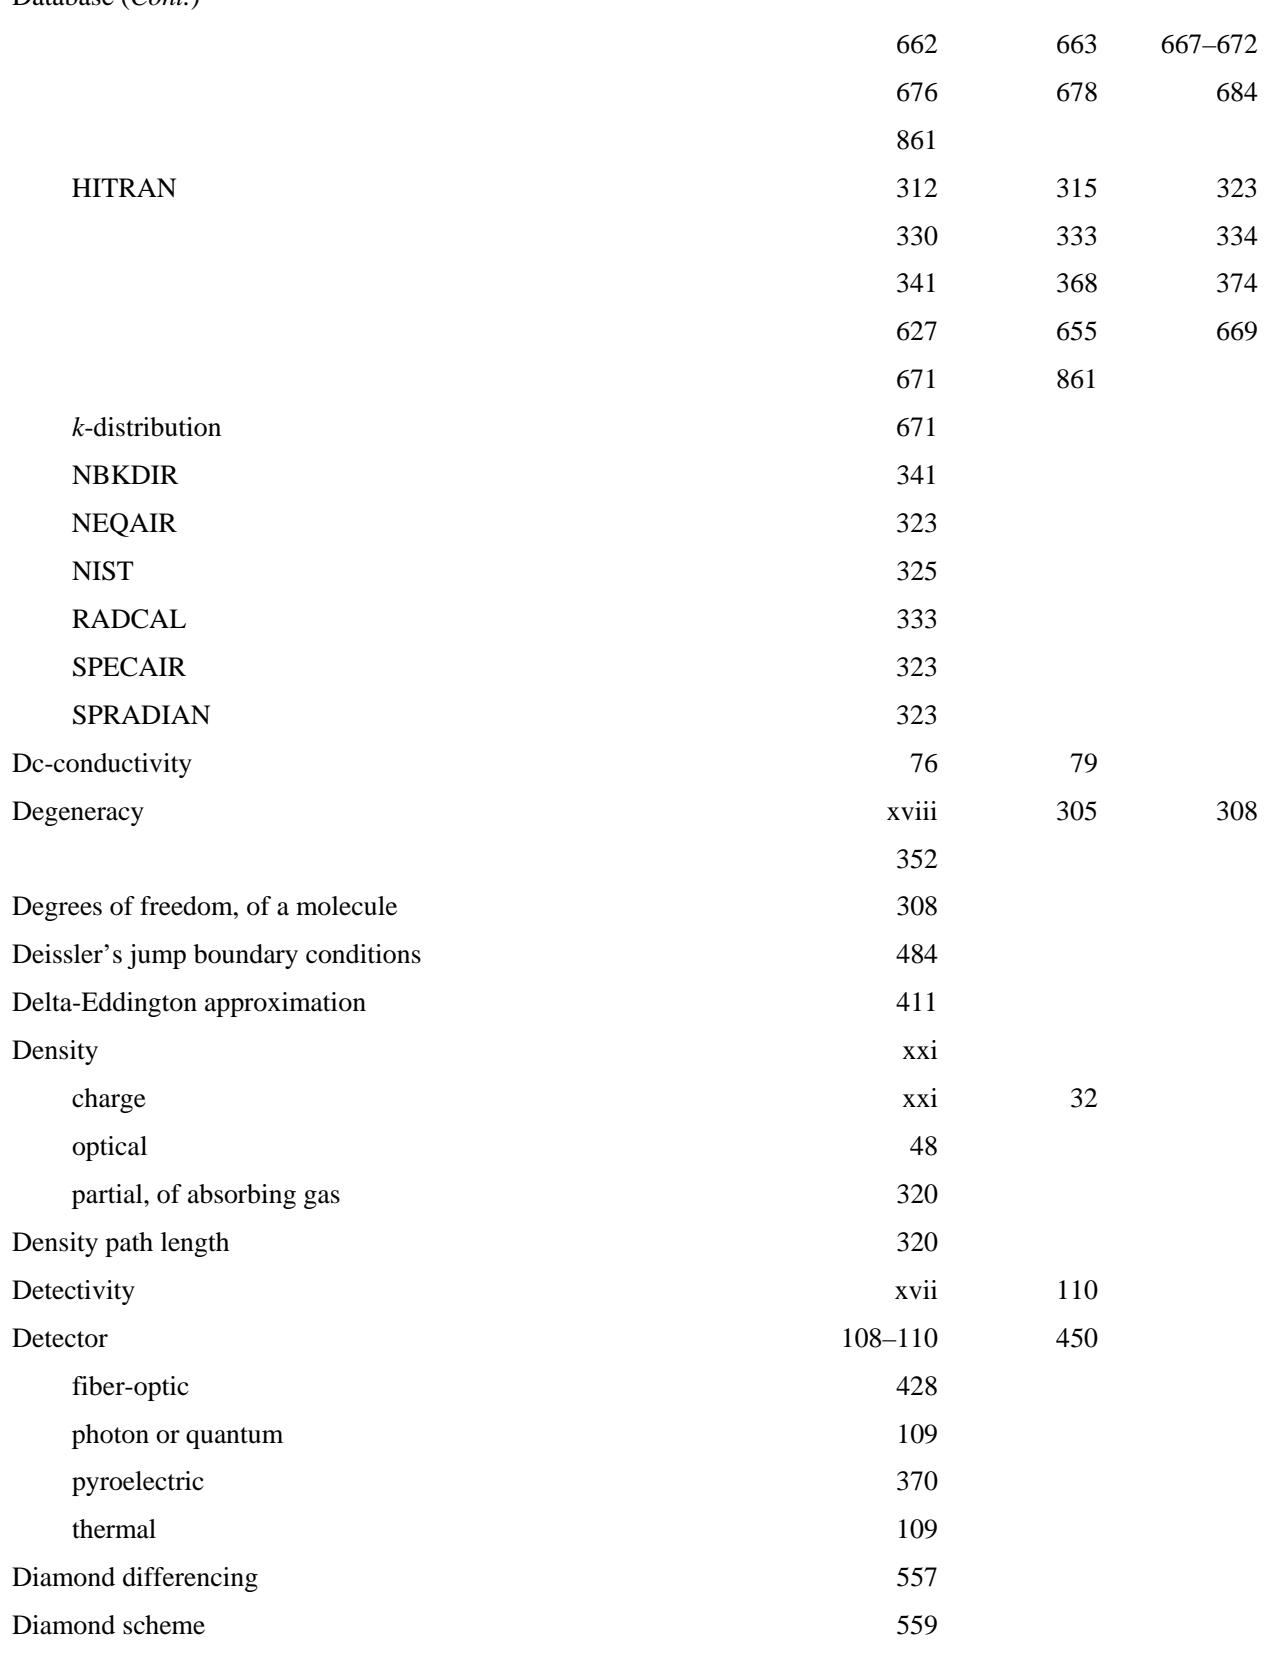 Database (Cont.)
662 663 667–672
676 678 684
861
HITRAN 312 315 323
330 333 334
341 368 374
627 655 669
671 861
k-distribution 671
NBKDIR 341
NEQAIR 323
NIST 325
RADCAL 333
SPECAIR 323
SPRADIAN 323
Dc-conductivity 76 79
Degeneracy xviii 305 308
352
Degrees of freedom, of a molecule 308
Deissler’s jump boundary conditions 484
Delta-Eddington approximation 411
Density xxi
charge xxi 32
optical 48
partial, of absorbing gas 320
Density path length 320
Detectivity xvii 110
Detector 108–110 450
fiber-optic 428
photon or quantum 109
pyroelectric 370
thermal 109
Diamond differencing 557
Diamond scheme 559